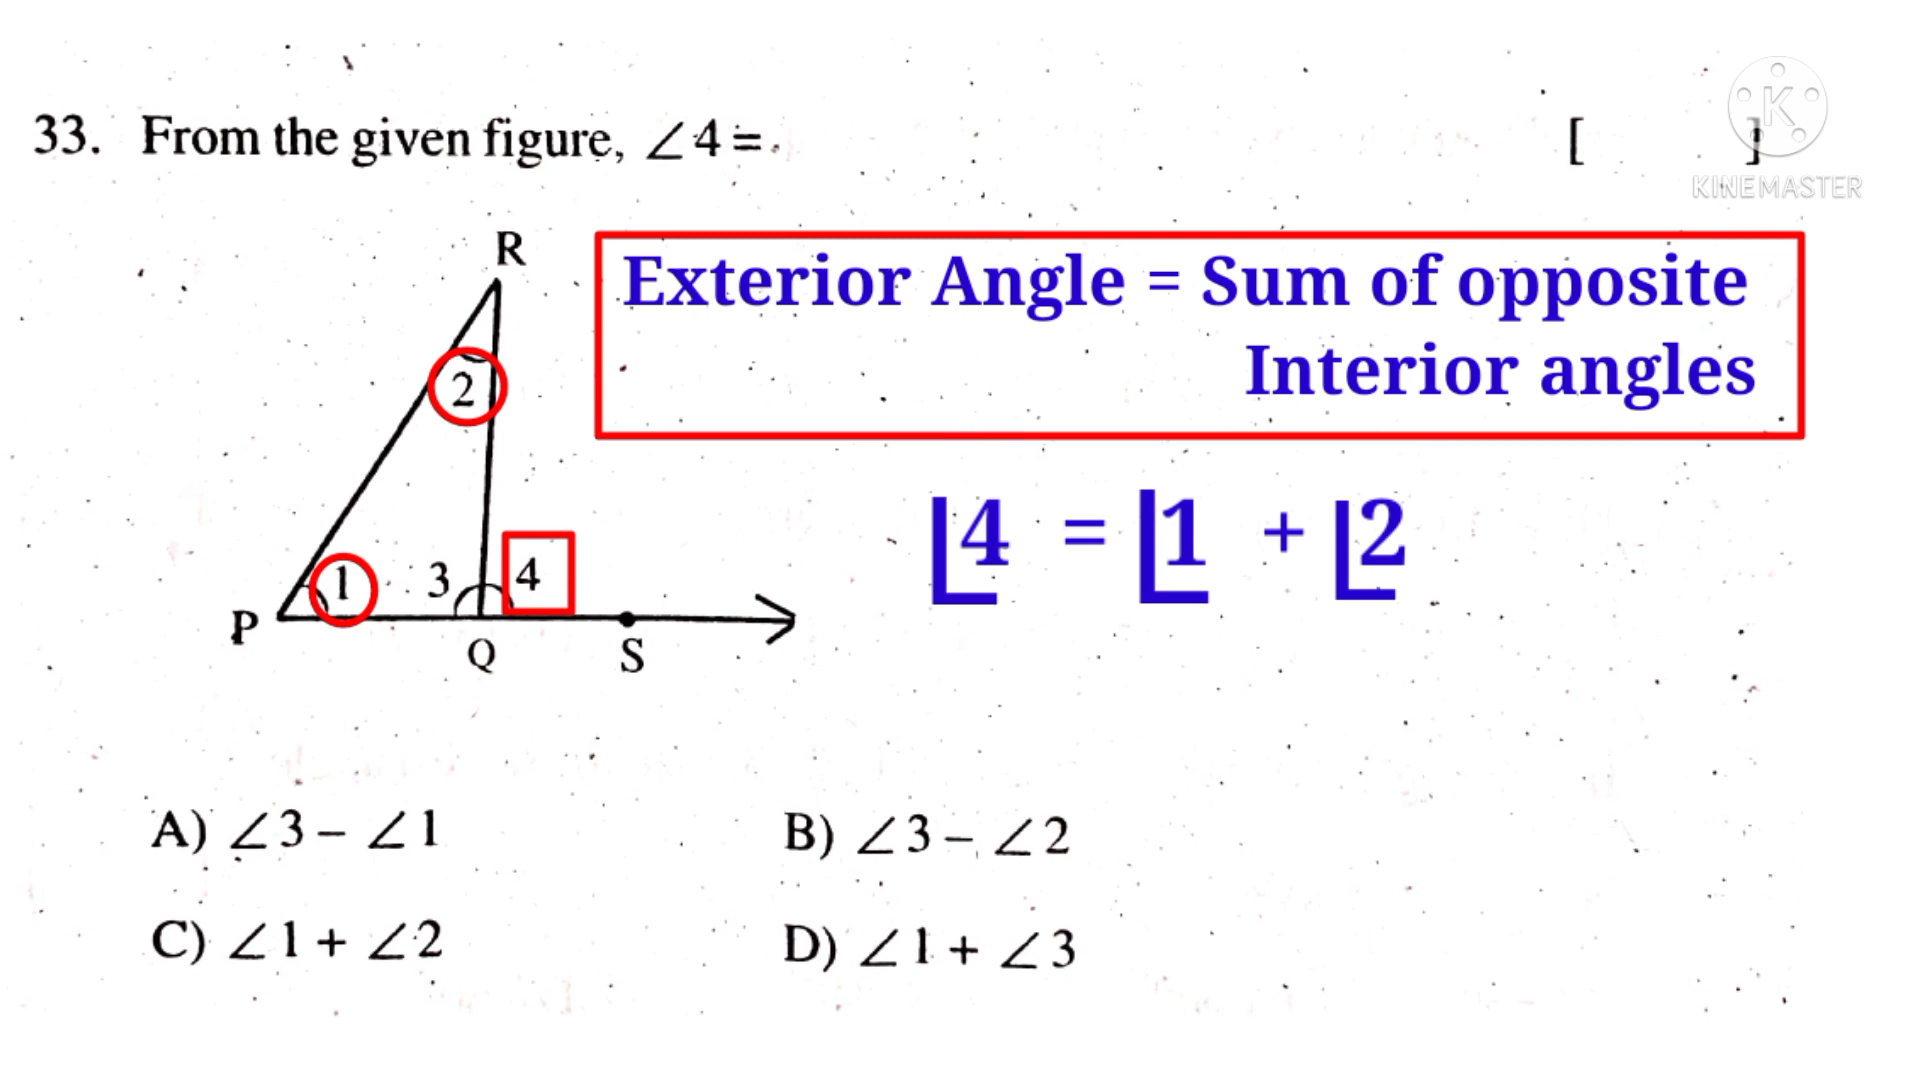 33. From the given figure, ∠4 =
[ ]
K
KINEMASTER
R
Exterior Angle = Sum of opposite
Interior angles
2
4 = 1 + 2
1 3 4
P
Q S
A) ∠3 – ∠1 B) ∠3 – ∠2
C) ∠1 + ∠2 D) ∠1 + ∠3